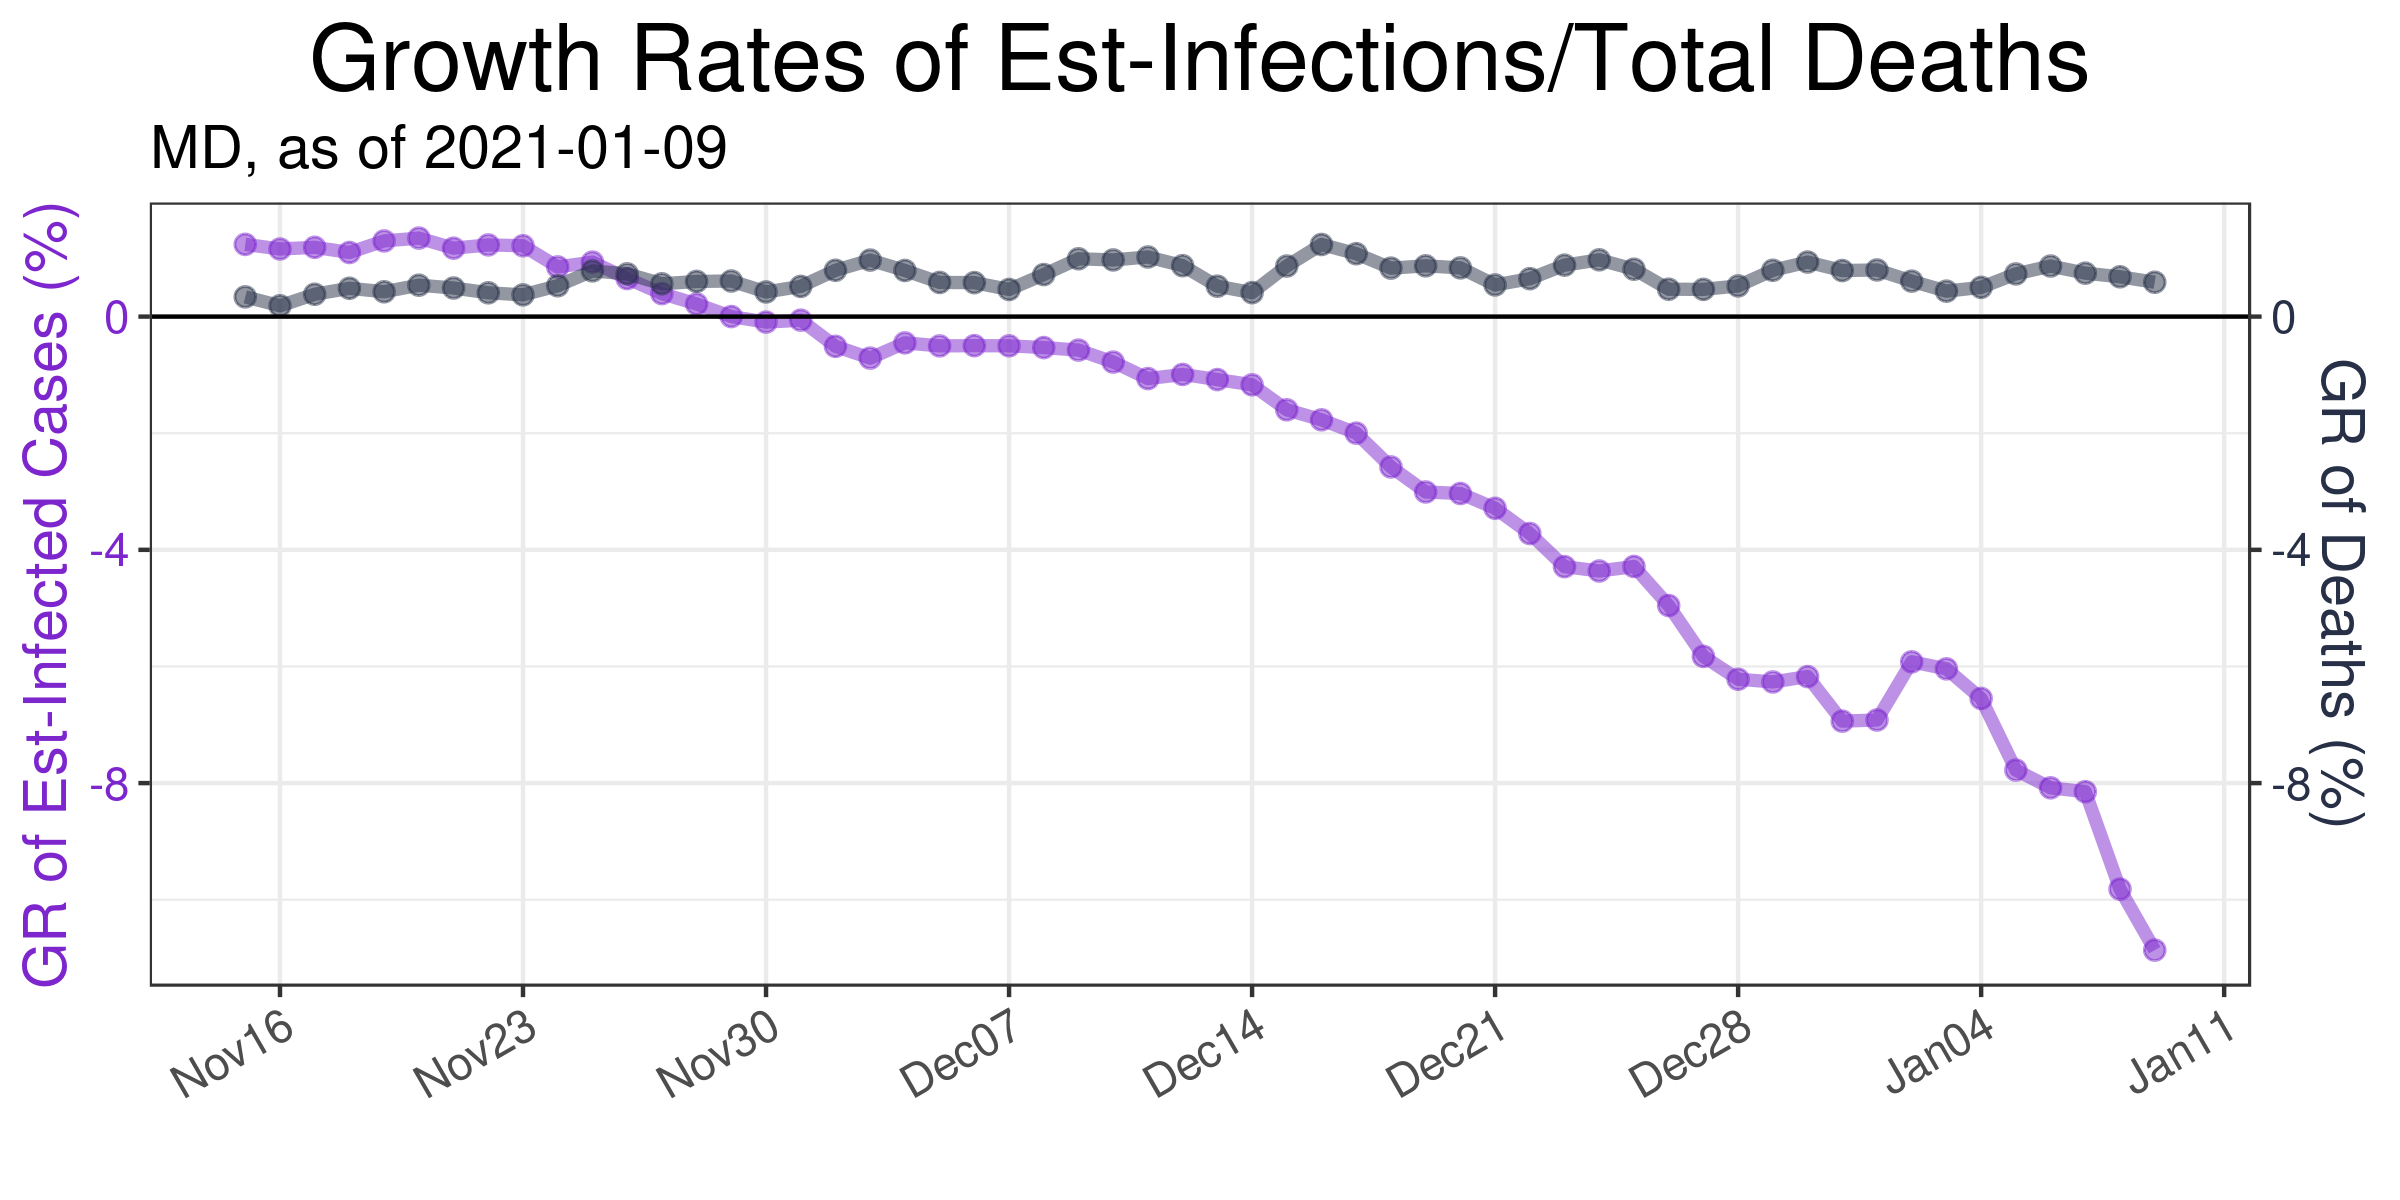 Growth Rates of Est-Infections/Total Deaths
MD, as of 2021-01-09
GR of Est-Infected Cases (%)
0
-4
-8
0
-4
-8
GR of Deaths (%)
Nov16
Nov23
Nov30
Dec07
Dec14
Dec21
Dec28
Jan04
Jan11